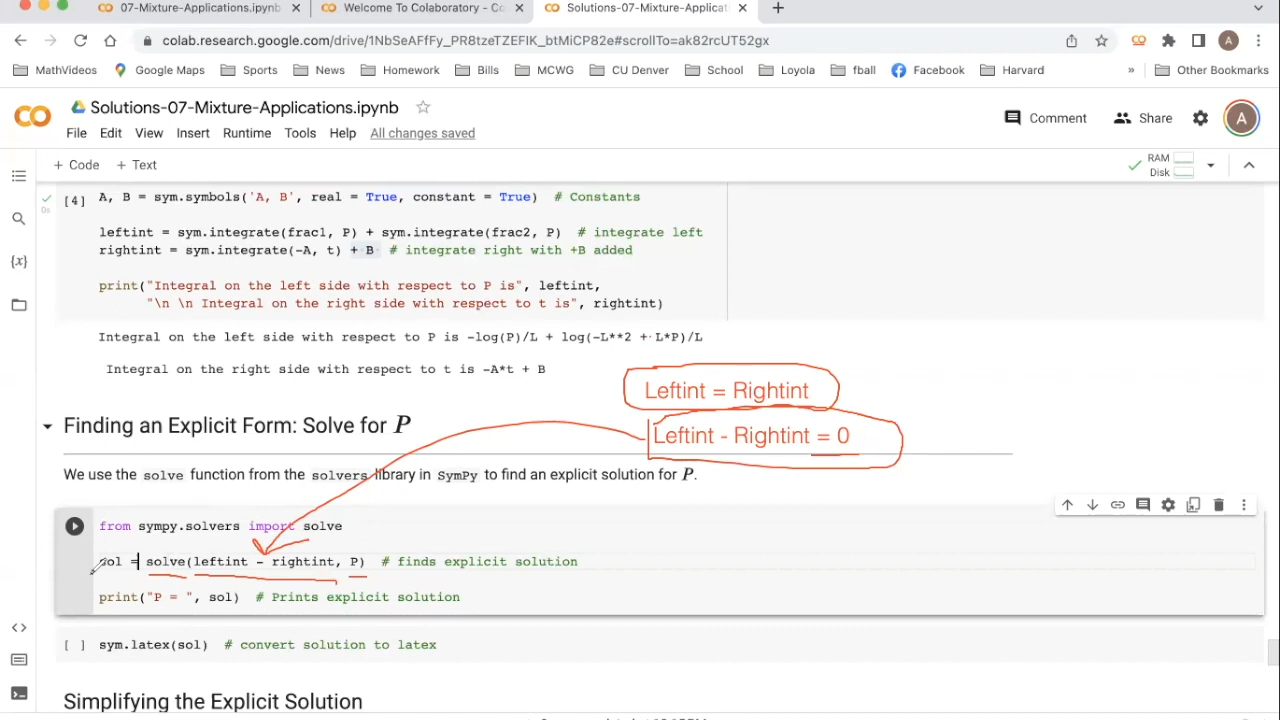 07-Mixture-Applications.ipynb
Welcome To Colaboratory - Co
Solutions-07-Mixture-Applicat
colab.research.google.com/drive/1NbSeAFfFy_PR8tzeTZEFIK_btMiCP82e#scrollTo=ak82rcUT52gx
A
MathVideos Google Maps Sports News Homework Bills MCWG CU Denver School Loyola fball Facebook Harvard » Other Bookmarks
Solutions-07-Mixture-Applications.ipynb
Comment Share A
File Edit View Insert Runtime Tools Help All changes saved
+ Code + Text
RAM
Disk
[4] A, B = sym.symbols('A, B', real = True, constant = True) # Constants
0s
leftint = sym.integrate(frac1, P) + sym.integrate(frac2, P) # integrate left
rightint = sym.integrate(-A, t) + B # integrate right with +B added
{x}
print("Integral on the left side with respect to P is", leftint,
"\n \n Integral on the right side with respect to t is", rightint)
Integral on the left side with respect to P is -log(P)/L + log(-L**2 + L*P)/L
Integral on the right side with respect to t is -A*t + B
Leftint = Rightint
Finding an Explicit Form: Solve for P
Leftint - Rightint = 0
We use the solve function from the solvers library in SymPy to find an explicit solution for P.
from sympy.solvers import solve
sol = solve(leftint - rightint, P) # finds explicit solution
print("P = ", sol) # Prints explicit solution
[ ] sym.latex(sol) # convert solution to latex
Simplifying the Explicit Solution